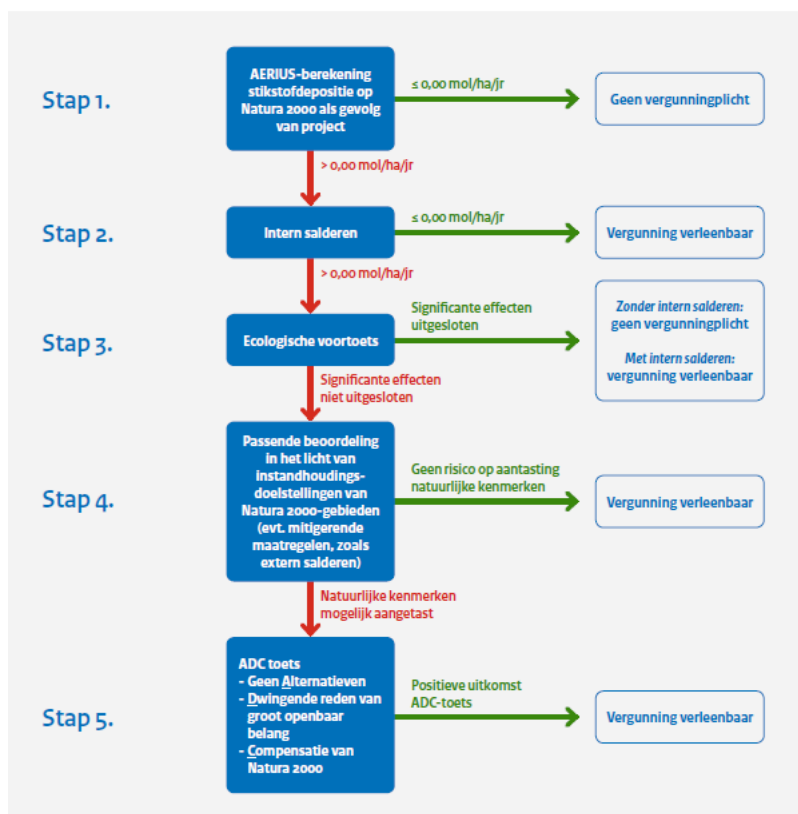 Stap 1.
AERIUS-berekening
stikstofdepositie op
Natura 2000 als gevolg
van project
≤ 0,00 mol/ha/jr
Geen vergunningplicht
> 0,00 mol/ha/jr
Stap 2.
Intern salderen
≤ 0,00 mol/ha/jr
Vergunning verleenbaar
> 0,00 mol/ha/jr
Stap 3.
Ecologische voortoets
Significante effecten
uitgesloten
Zonder intern salderen:
geen vergunningplicht
Met intern salderen:
vergunning verleenbaar
Significante effecten
niet uitgesloten
Stap 4.
Passende beoordeling
in het licht van
instandhoudings-
doelstellingen van
Natura 2000-gebieden
(evt. mitigerende
maatregelen, zoals
extern salderen)
Geen risico op aantasting
natuurlijke kenmerken
Vergunning verleenbaar
Natuurlijke kenmerken
mogelijk aangetast
Stap 5.
ADC toets
- Geen Alternatieven
- Dwingende reden van
groot openbaar
belang
- Compensatie van
Natura 2000
Positieve uitkomst
ADC-toets
Vergunning verleenbaar